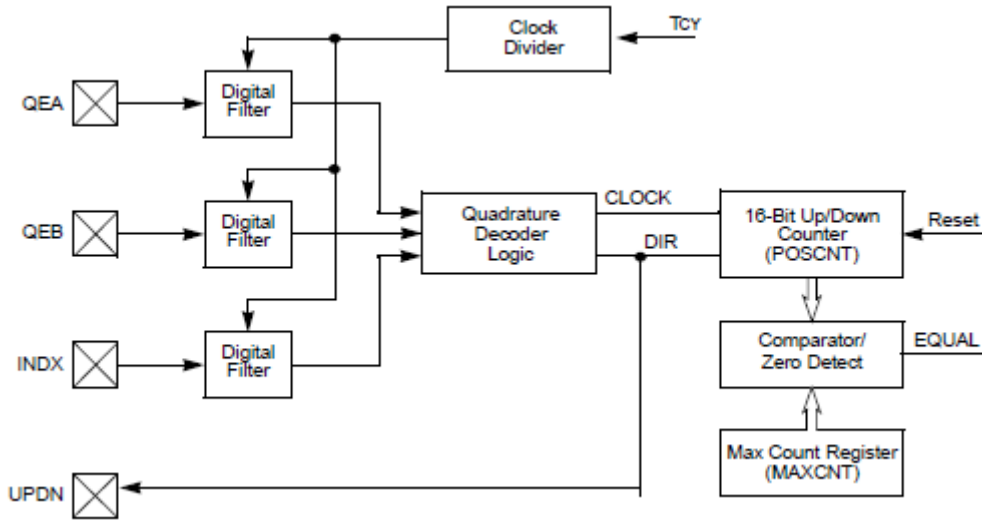 Clock
Divider
TCY
QEA
Digital
Filter
QEB
Digital
Filter
Quadrature
Decoder
Logic
CLOCK
DIR
16-Bit Up/Down
Counter
(POSCNT)
Reset
INDX
Digital
Filter
Comparator/
Zero Detect
EQUAL
Max Count Register
(MAXCNT)
UPDN